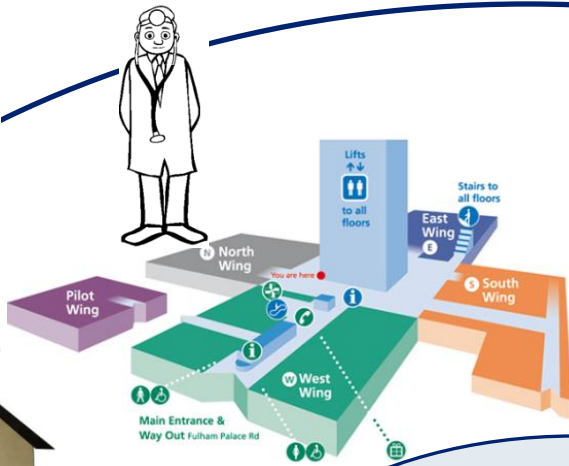 Lifts
to all
floors
Stairs to
all floors
East
Wing
E
N North
Wing
You are here
S South
Wing
Pilot
Wing
i
i
W West
Wing
Main Entrance &
Way Out Fulham Palace Rd